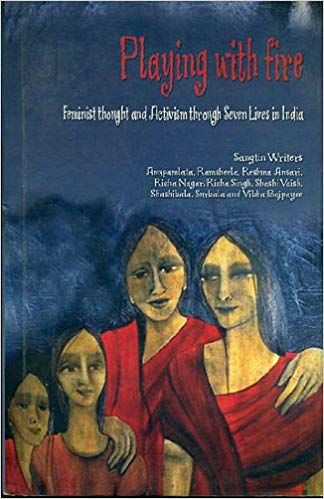 Playing with fire
Feminist thought and Activism through Seven Lives in India
Sangtin Writers
Anupamlata, Ramsheela, Reshma Ansari,
Richa Nagar, Richa Singh, Shashi Vaish,
Shashibala, Surbala and Vibha Bajpayee